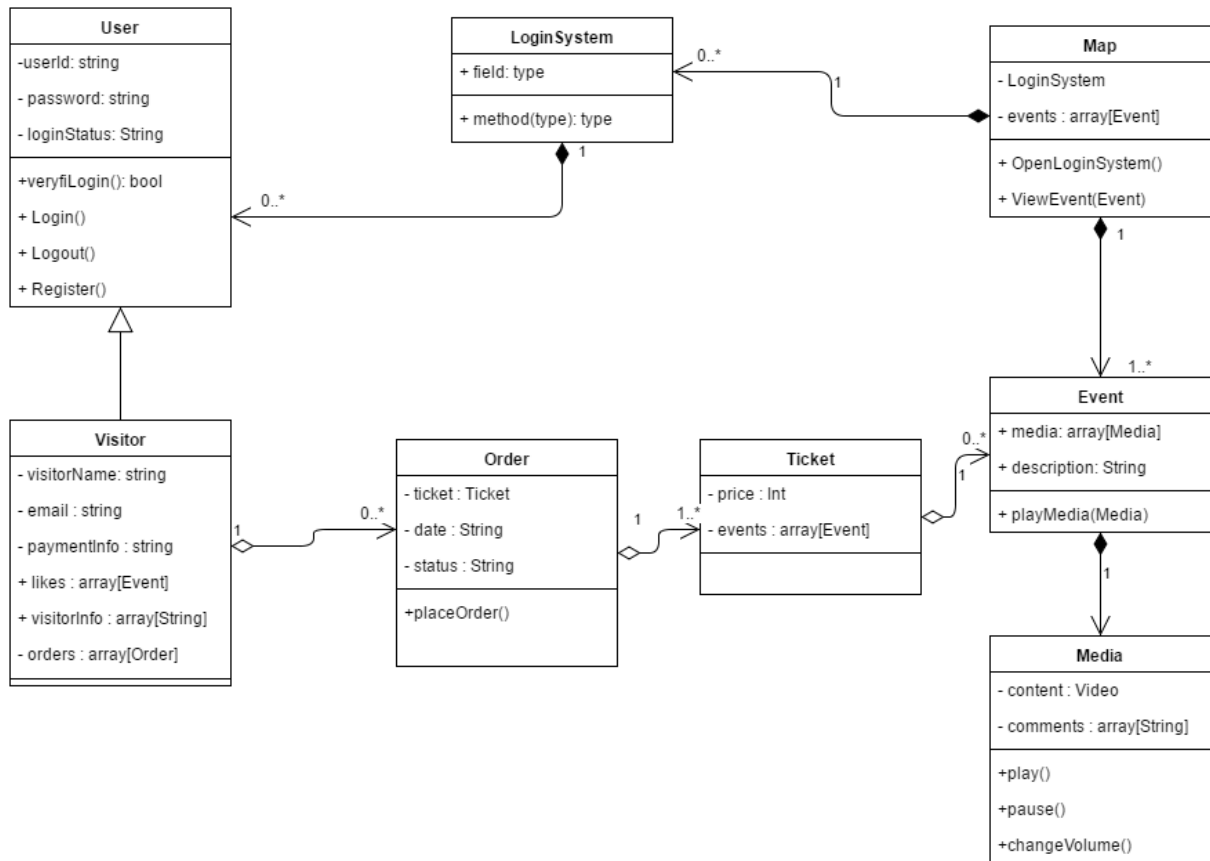 User
-userId: string
- password: string
- loginStatus: String
+veryfiLogin(): bool
+ Login()
+ Logout()
+ Register()
LoginSystem
+ field: type
+ method(type): type
1
0..*
Map
- LoginSystem
- events : array[Event]
+ OpenLoginSystem()
+ ViewEvent(Event)
0..*
1
1
1..*
Visitor
- visitorName: string
- email : string
- paymentInfo : string
+ likes : array[Event]
+ visitorInfo : array[String]
- orders : array[Order]
1
0..*
Order
- ticket : Ticket
- date : String
- status : String
+placeOrder()
1
1..*
Ticket
- price : Int
- events : array[Event]
0..*
1
Event
+ media: array[Media]
+ description: String
+ playMedia(Media)
1
Media
- content : Video
- comments : array[String]
+play()
+pause()
+changeVolume()